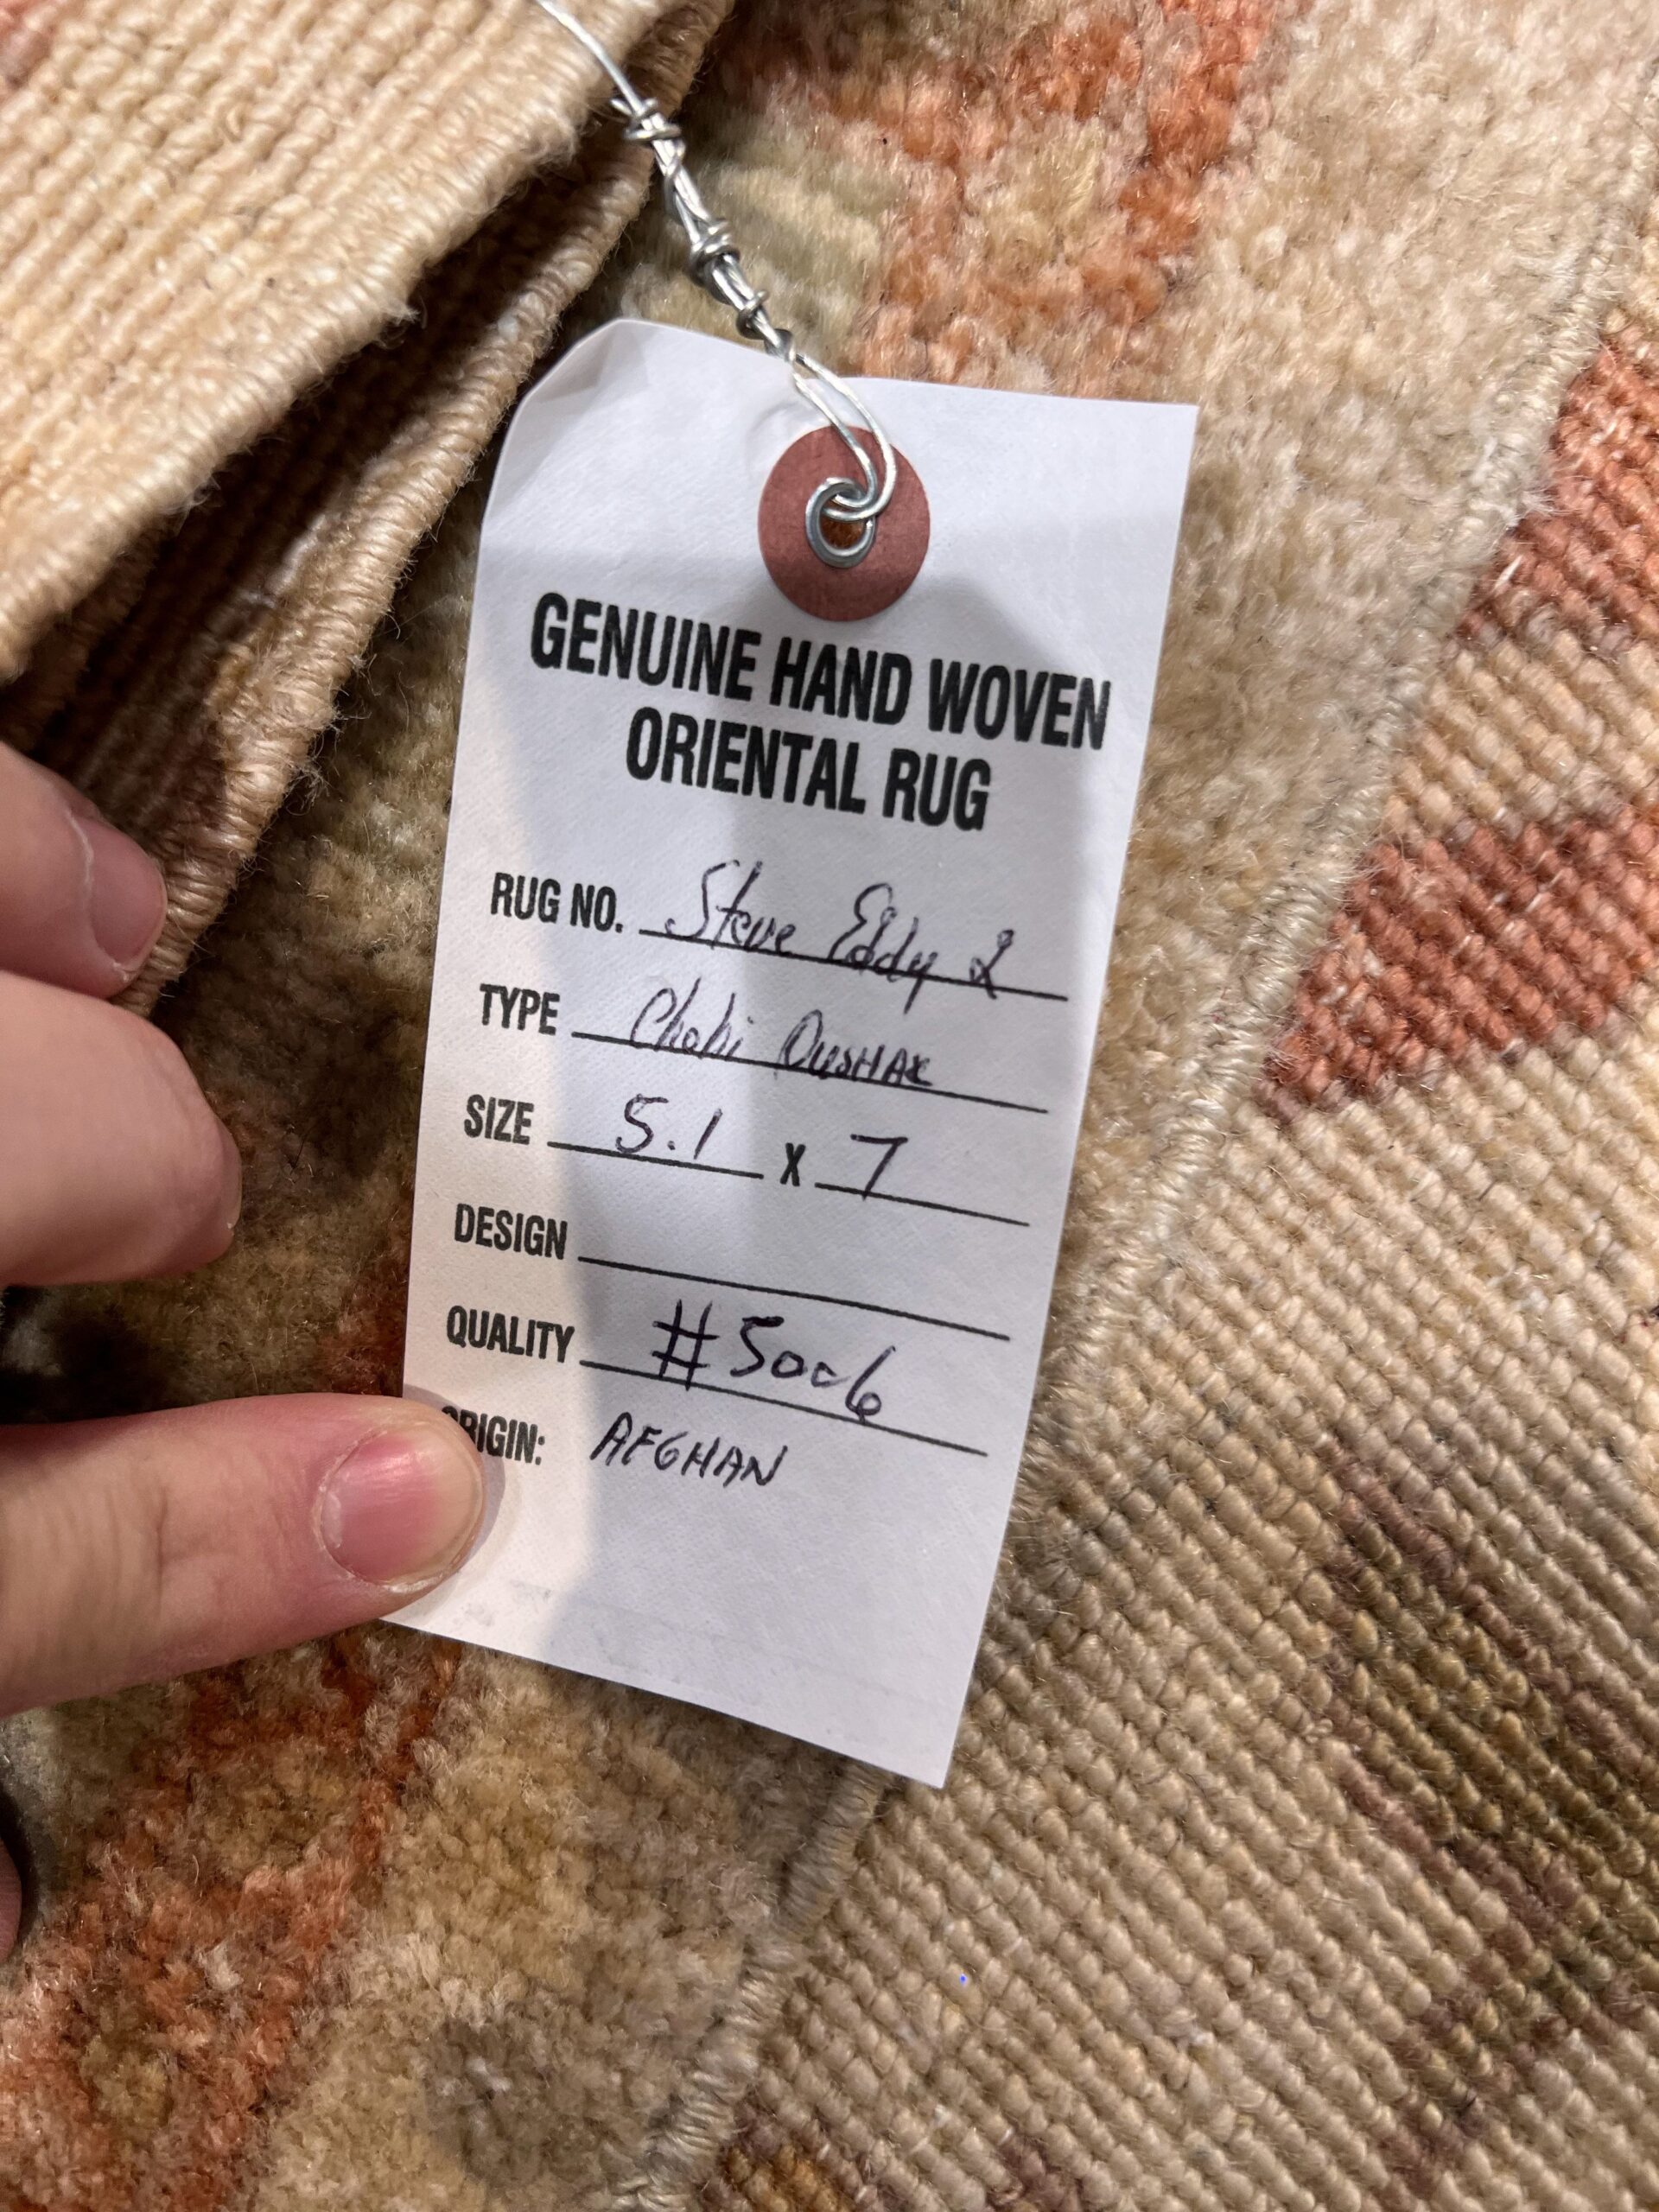 GENUINE HAND WOVEN
ORIENTAL RUG
RUG NO. Steve Eddy 2
TYPE Chobi OUSHAK
SIZE 5.1 x 7
DESIGN
QUALITY #5006
ORIGIN: AFGHAN